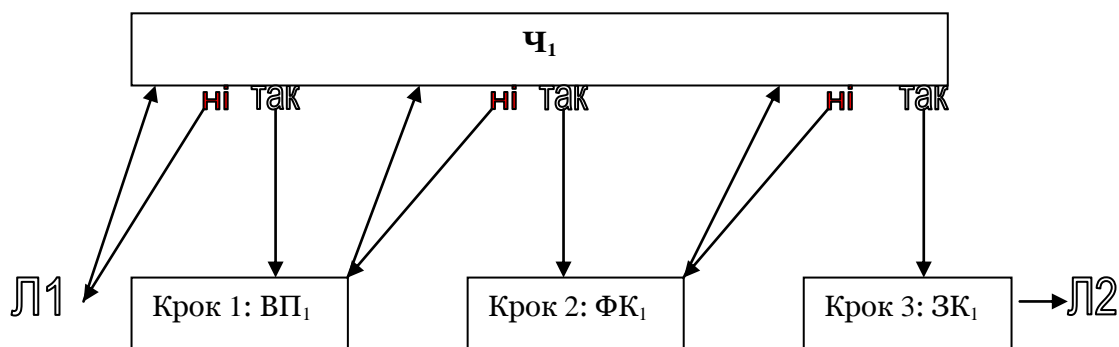 Ч₁
ні так ні так ні так
Л1 Крок 1: ВП₁ Крок 2: ФК₁ Крок 3: ЗК₁ Л2